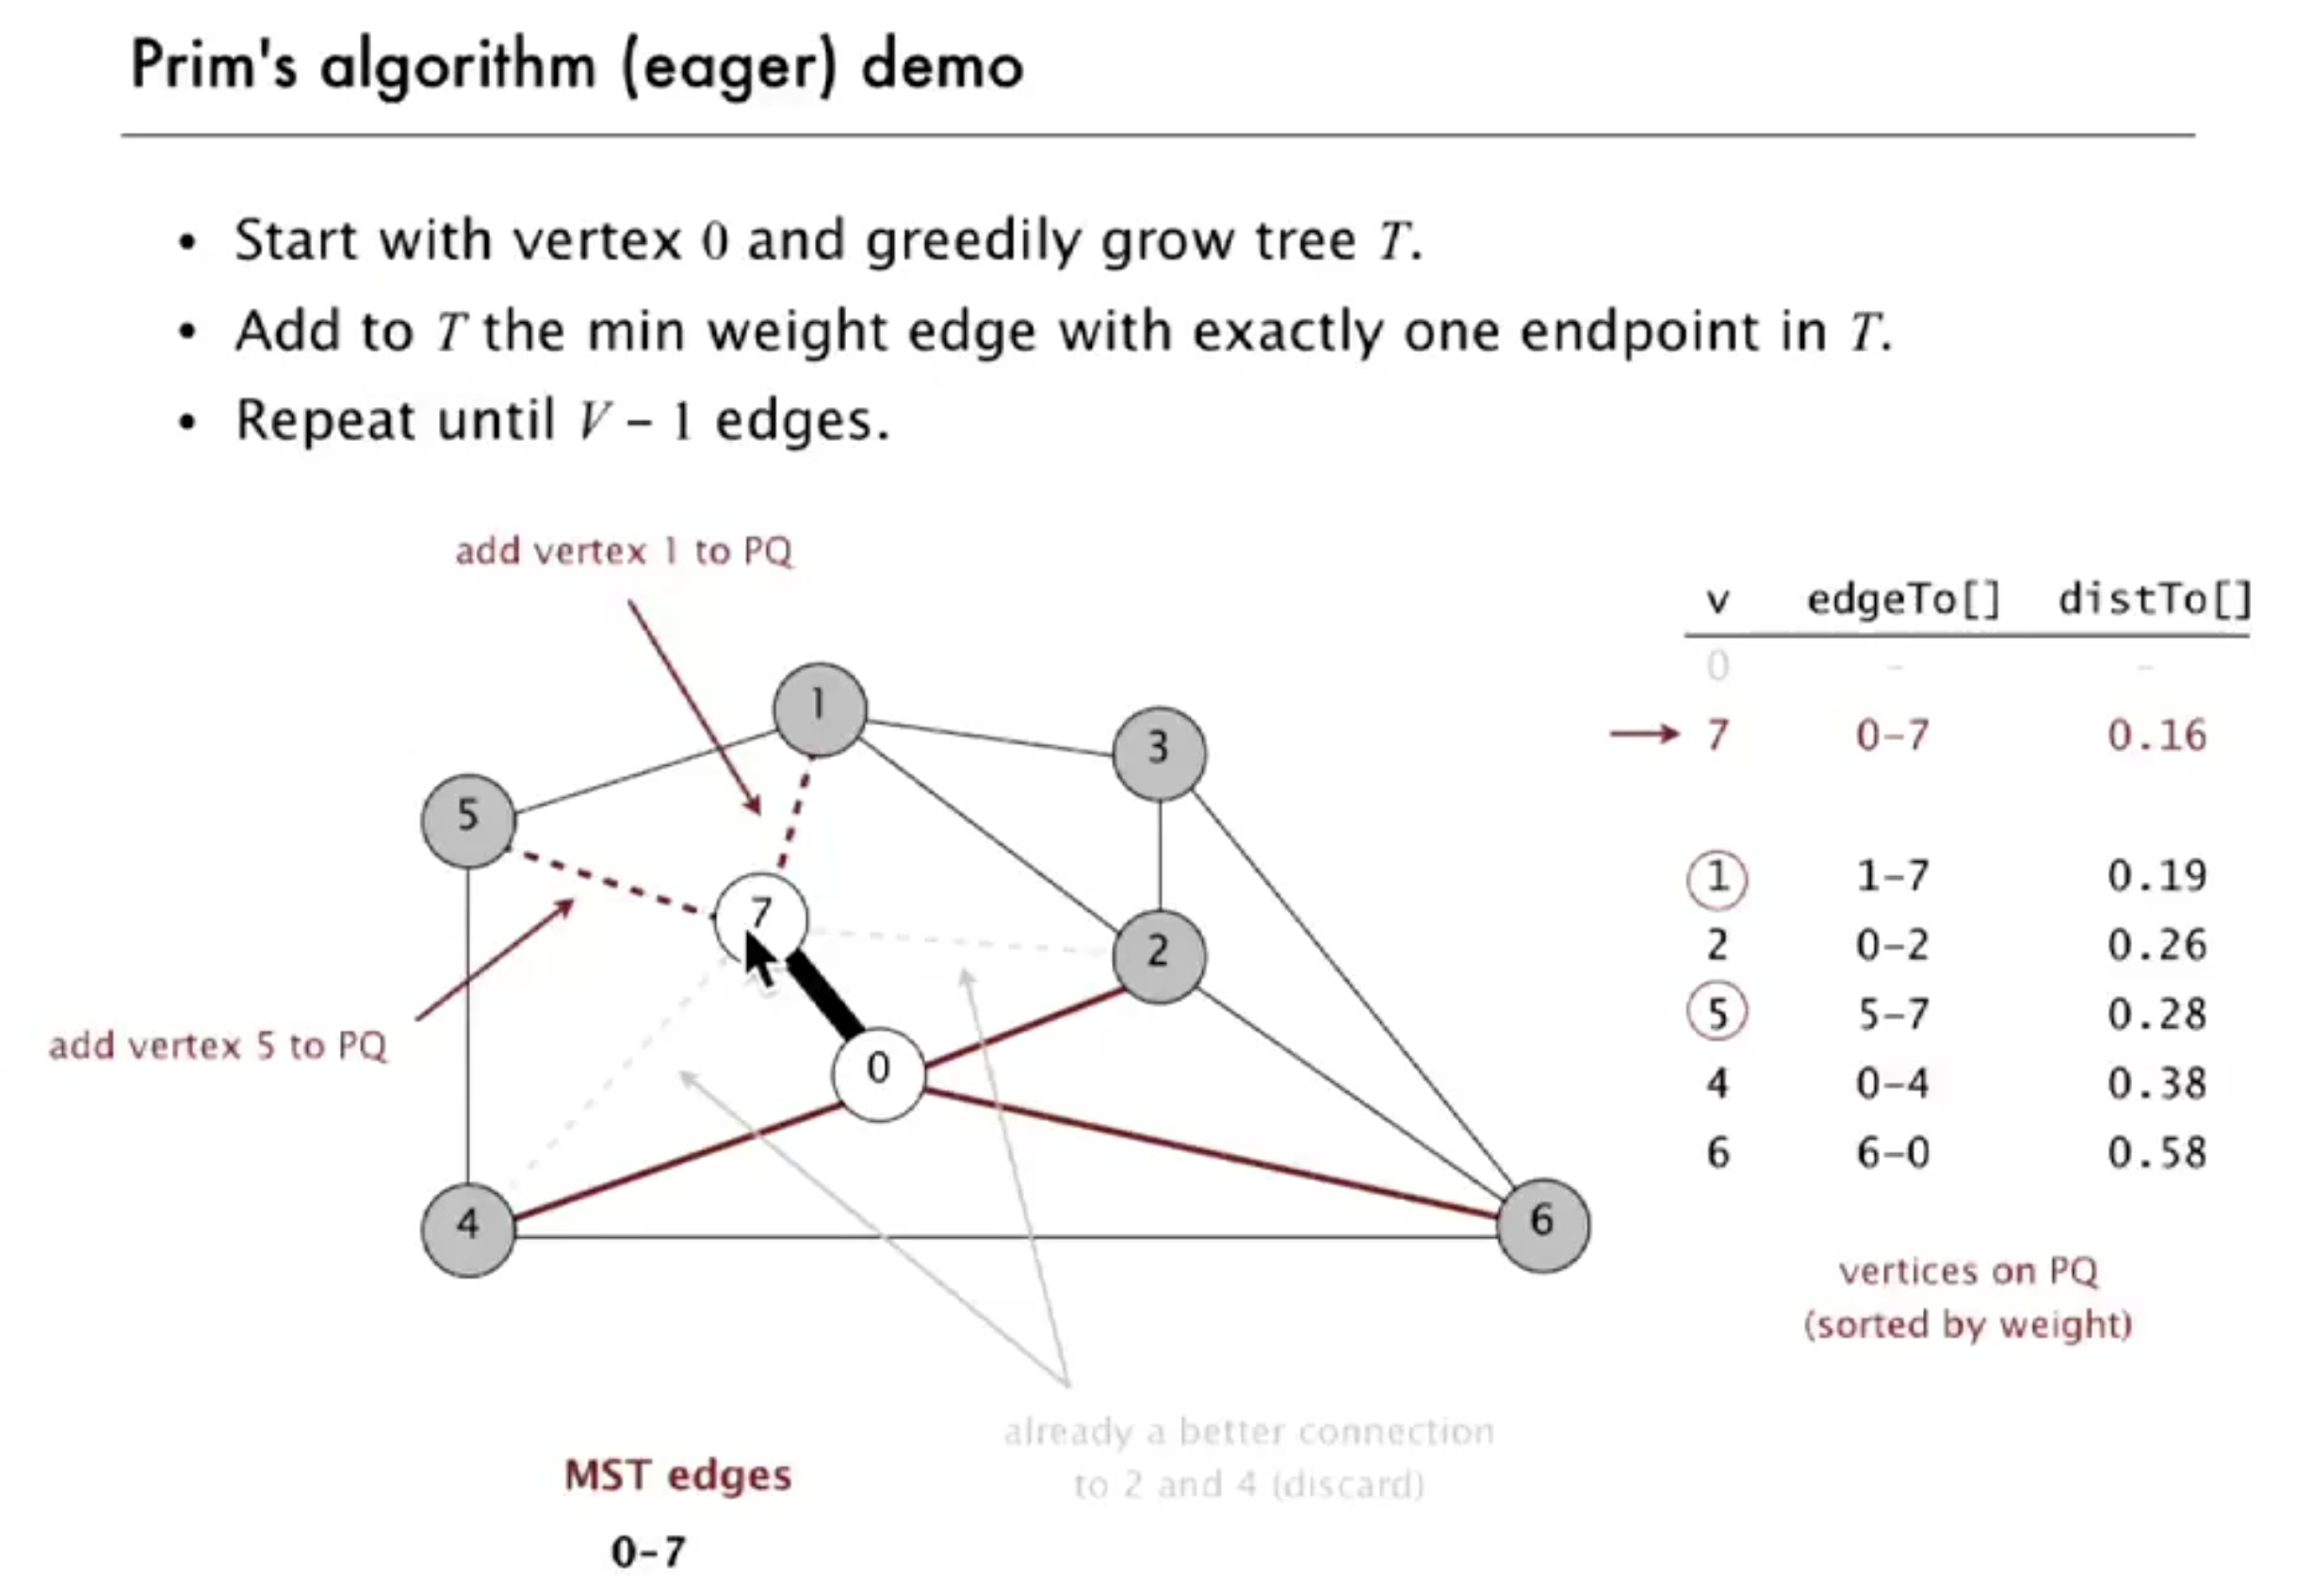 Prim's algorithm (eager) demo
• Start with vertex 0 and greedily grow tree T.
• Add to T the min weight edge with exactly one endpoint in T.
• Repeat until V – 1 edges.
add vertex 1 to PQ
1
3
5
7
2
add vertex 5 to PQ
0
4
6
v edgeTo[] distTo[]
0 – –
7 0–7 0.16
1 1–7 0.19
2 0–2 0.26
5 5–7 0.28
4 0–4 0.38
6 6–0 0.58
vertices on PQ
(sorted by weight)
already a better connection
to 2 and 4 (discard)
MST edges
0–7